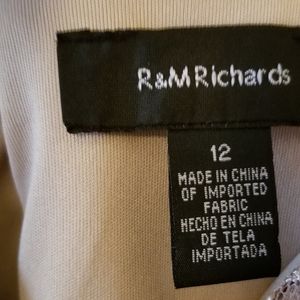 R&M Richards
12
MADE IN CHINA
OF IMPORTED
FABRIC
HECHO EN CHINA
DE TELA
IMPORTADA